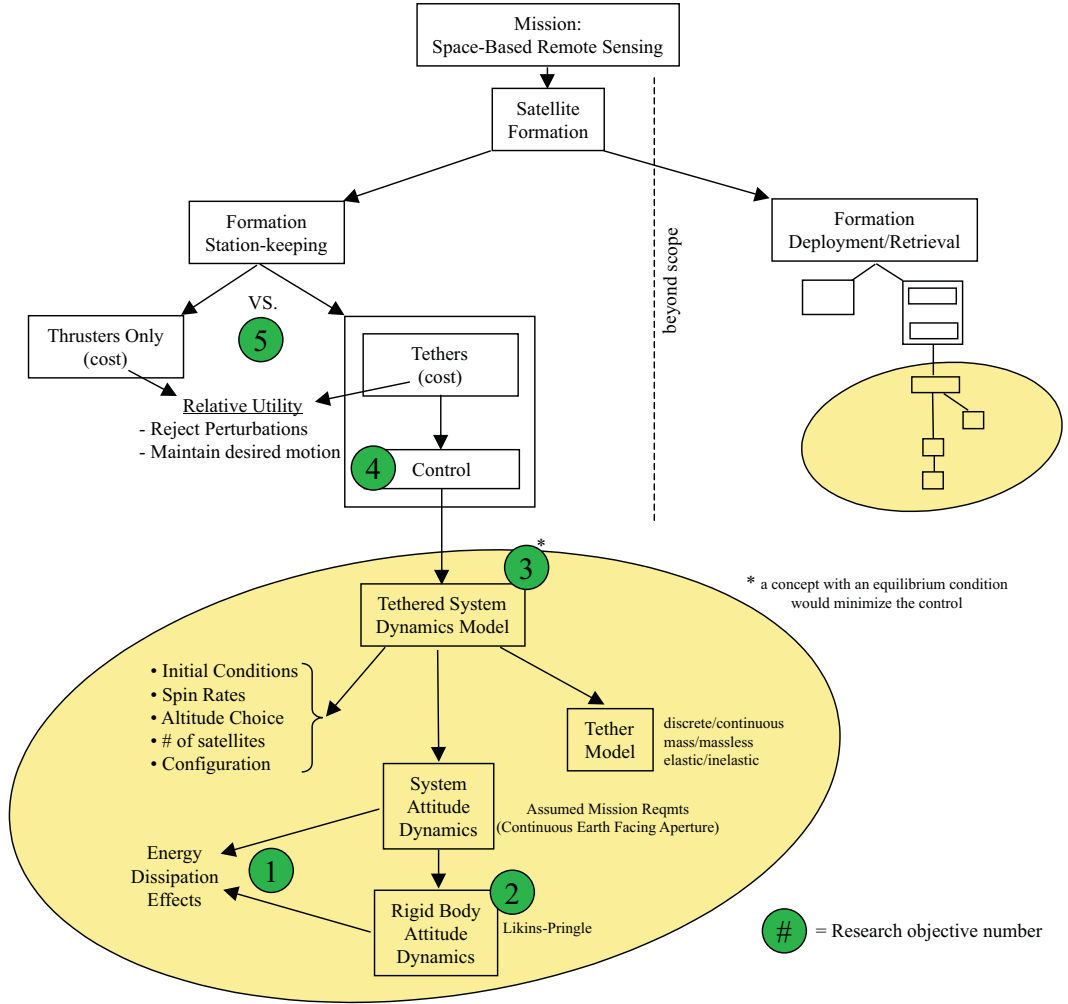 Mission:
Space-Based Remote Sensing
Satellite
Formation
beyond scope
Formation
Station-keeping
Formation
Deployment/Retrieval
VS.
5
Thrusters Only
(cost)
Tethers
(cost)
Relative Utility
- Reject Perturbations
- Maintain desired motion
4
Control
3
*
* a concept with an equilibrium condition
would minimize the control
Tethered System
Dynamics Model
• Initial Conditions
• Spin Rates
• Altitude Choice
• # of satellites
• Configuration
Tether
Model
discrete/continuous
mass/massless
elastic/inelastic
System
Attitude
Dynamics
Assumed Mission Reqmts
(Continuous Earth Facing Aperture)
Energy
Dissipation
Effects
1
2
Rigid Body
Attitude
Dynamics
Likins-Pringle
# = Research objective number